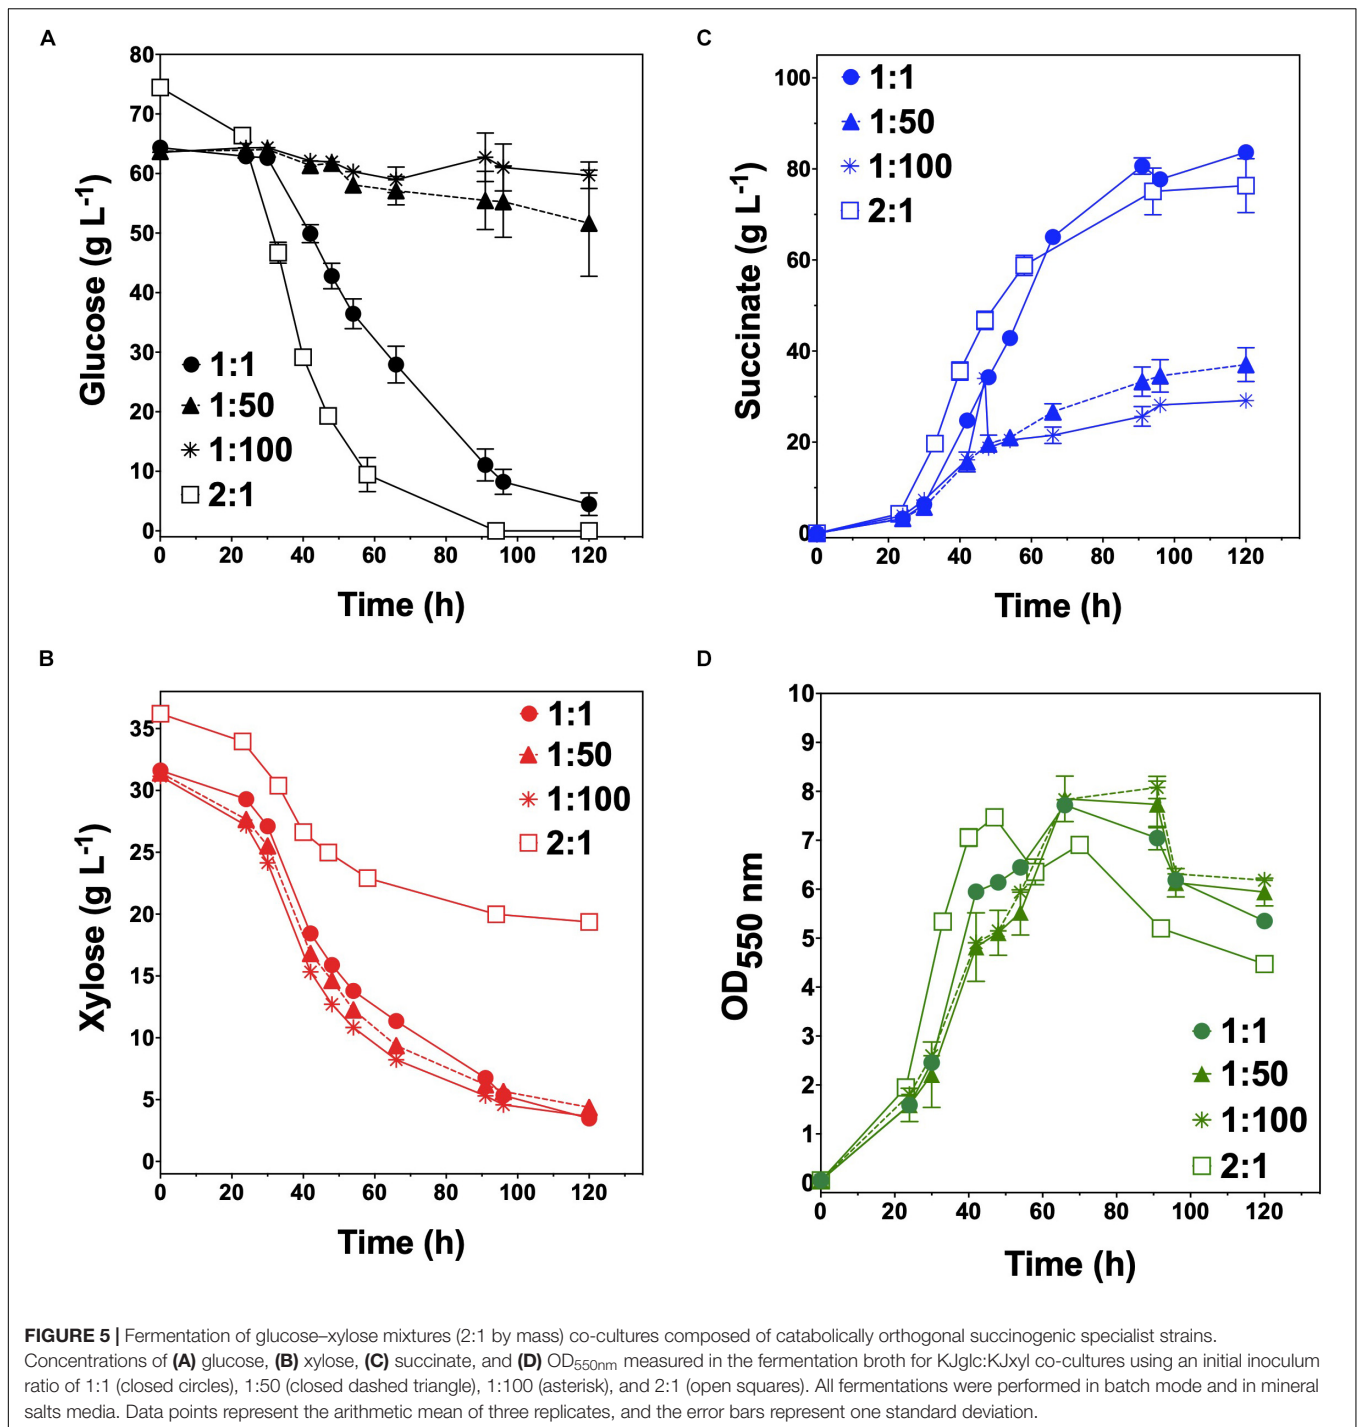 A
80
70
60
50
40
30
20
10
0
Glucose (g L-1)
1:1
1:50
1:100
2:1
0 20 40 60 80 100 120
Time (h)
C
100
80
60
40
20
0
Succinate (g L-1)
1:1
1:50
1:100
2:1
0 20 40 60 80 100 120
Time (h)
B
35
30
25
20
15
10
5
0
Xylose (g L-1)
1:1
1:50
1:100
2:1
0 20 40 60 80 100 120
Time (h)
D
10
9
8
7
6
5
4
3
2
1
0
OD550 nm
1:1
1:50
1:100
2:1
0 20 40 60 80 100 120
Time (h)
FIGURE 5 | Fermentation of glucose–xylose mixtures (2:1 by mass) co-cultures composed of catabolically orthogonal succinogenic specialist strains.
Concentrations of (A) glucose, (B) xylose, (C) succinate, and (D) OD550nm measured in the fermentation broth for KJglc:KJxyl co-cultures using an initial inoculum
ratio of 1:1 (closed circles), 1:50 (closed dashed triangle), 1:100 (asterisk), and 2:1 (open squares). All fermentations were performed in batch mode and in mineral
salts media. Data points represent the arithmetic mean of three replicates, and the error bars represent one standard deviation.